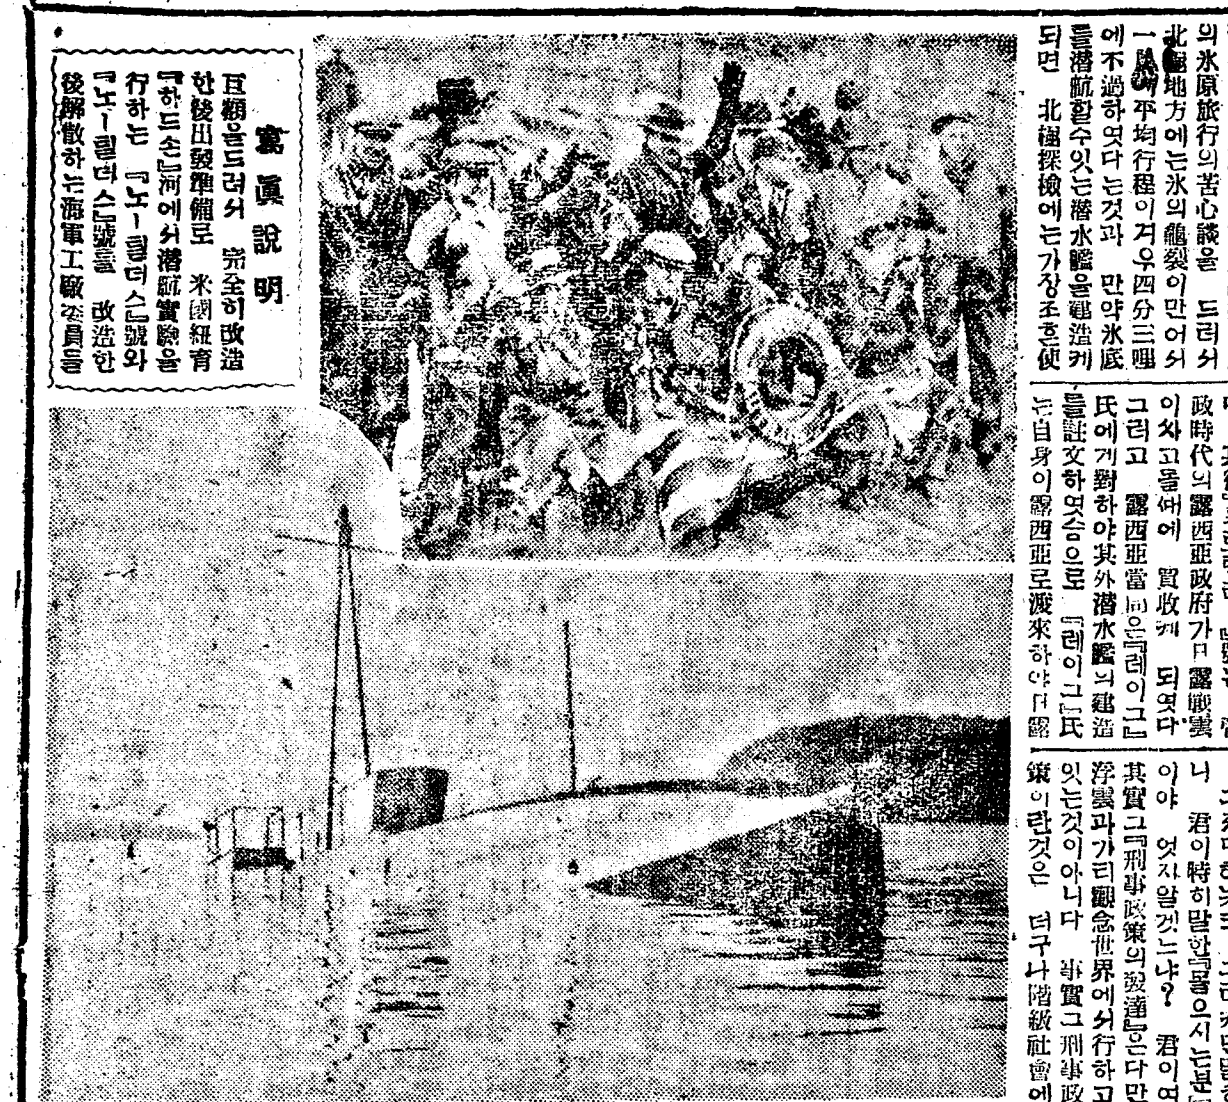 의氷原旅行의苦心談을 드러서
北極地方에는氷의龜裂이만어서
一 平均行程이겨우四分三哩
에不過하엿다는것과 만약氷底
를潜航할수잇는潜水艦을建造케
되면 北極探檢에는가장조흔使
政時代의露西亞政府가日露戰雲
이차고돌때에 買收케 되엿다
그러고 露西亞當局은『레이그』
氏에게對하야其外潜水艦의建造
를註文하엿슴으로 『레이그』氏
는自身이露西亞로渡來하야日露
니 君이特히말한『몰으시는분
이야 엇지알겟느냐? 君이여
其實그『刑事政策의發達』은다만
浮雲과가티觀念世界에서行하고
잇는것이아니다 事實그刑事政
策이란것은 더구나階級社會에
寫眞說明
巨額을드려서 完全히改造
한後出發準備로 米國紐育
『하드손』河에서潜航實驗을
行하는 『노ー틸러스』號와
『노ー틸러스』號를 改造한
後解散하는海軍工廠委員들